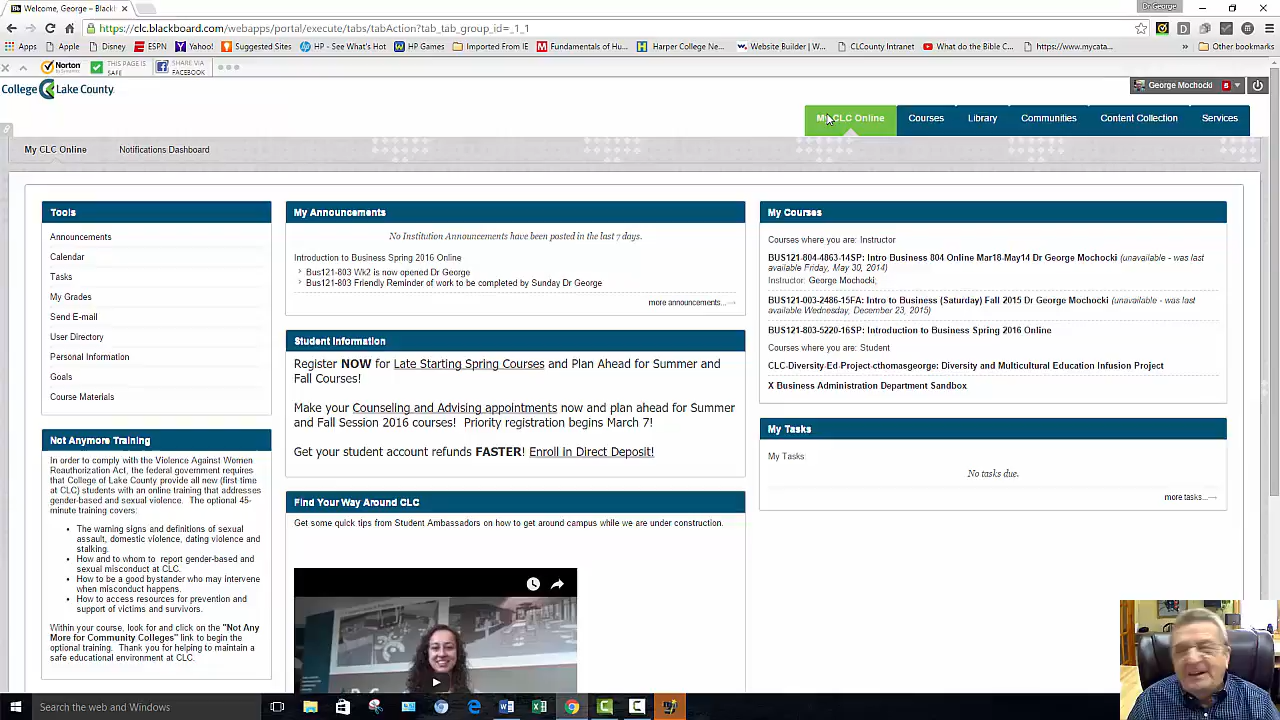 DrGeorge
Welcome, George – Blackb
https://clc.blackboard.com/webapps/portal/execute/tabs/tabAction?tab_tab_group_id=_1_1
Apps
Apple
Disney
ESPN
Yahoo!
Suggested Sites
HP - See What's Hot
HP Games
Imported From IE
Fundamentals of Hum
Harper College New
Website Builder | W
CLCounty Intranet
What do the Bible C
https://www.mycata
Other bookmarks
Norton
THIS PAGE IS
SAFE
SHARE VIA
FACEBOOK
College of Lake County
George Mochocki
My CLC Online
Courses
Library
Communities
Content Collection
Services
My CLC Online
Notifications Dashboard
Tools
Announcements
Calendar
Tasks
My Grades
Send E-mail
User Directory
Personal Information
Goals
Course Materials
Not Anymore Training
In order to comply with the Violence Against Women
Reauthorization Act, the federal government requires
that College of Lake County provide all new (first time
at CLC) students with an online training that addresses
gender-based and sexual violence. The optional 45-
minute training covers:
The warning signs and definitions of sexual
assault, domestic violence, dating violence and
stalking.
How and to whom to report gender-based and
sexual misconduct at CLC.
How to be a good bystander who may intervene
when misconduct happens.
How to access resources for prevention and
support of victims and survivors.
Within your course, look for and click on the "Not Any
More for Community Colleges" link to begin the
optional training. Thank you for helping to maintain a
safe educational environment at CLC.
My Announcements
No Institution Announcements have been posted in the last 7 days.
Introduction to Business Spring 2016 Online
Bus121-803 Wk2 is now opened Dr George
Bus121-803 Friendly Reminder of work to be completed by Sunday Dr George
more announcements...
Student Information
Register NOW for Late Starting Spring Courses and Plan Ahead for Summer and
Fall Courses!
Make your Counseling and Advising appointments now and plan ahead for Summer
and Fall Session 2016 courses! Priority registration begins March 7!
Get your student account refunds FASTER! Enroll in Direct Deposit!
Find Your Way Around CLC
Get some quick tips from Student Ambassadors on how to get around campus while we are under construction.
My Courses
Courses where you are: Instructor
BUS121-804-4863-14SP: Intro Business 804 Online Mar18-May14 Dr George Mochocki (unavailable - was last
available Friday, May 30, 2014)
Instructor: George Mochocki;
BUS121-003-2486-15FA: Intro to Business (Saturday) Fall 2015 Dr George Mochocki (unavailable - was last
available Wednesday, December 23, 2015)
BUS121-803-5220-16SP: Introduction to Business Spring 2016 Online
Courses where you are: Student
CLC-Diversity-Ed-Project-cthomasgeorge: Diversity and Multicultural Education Infusion Project
X Business Administration Department Sandbox
My Tasks
My Tasks:
No tasks due.
more tasks...
Search the web and Windows